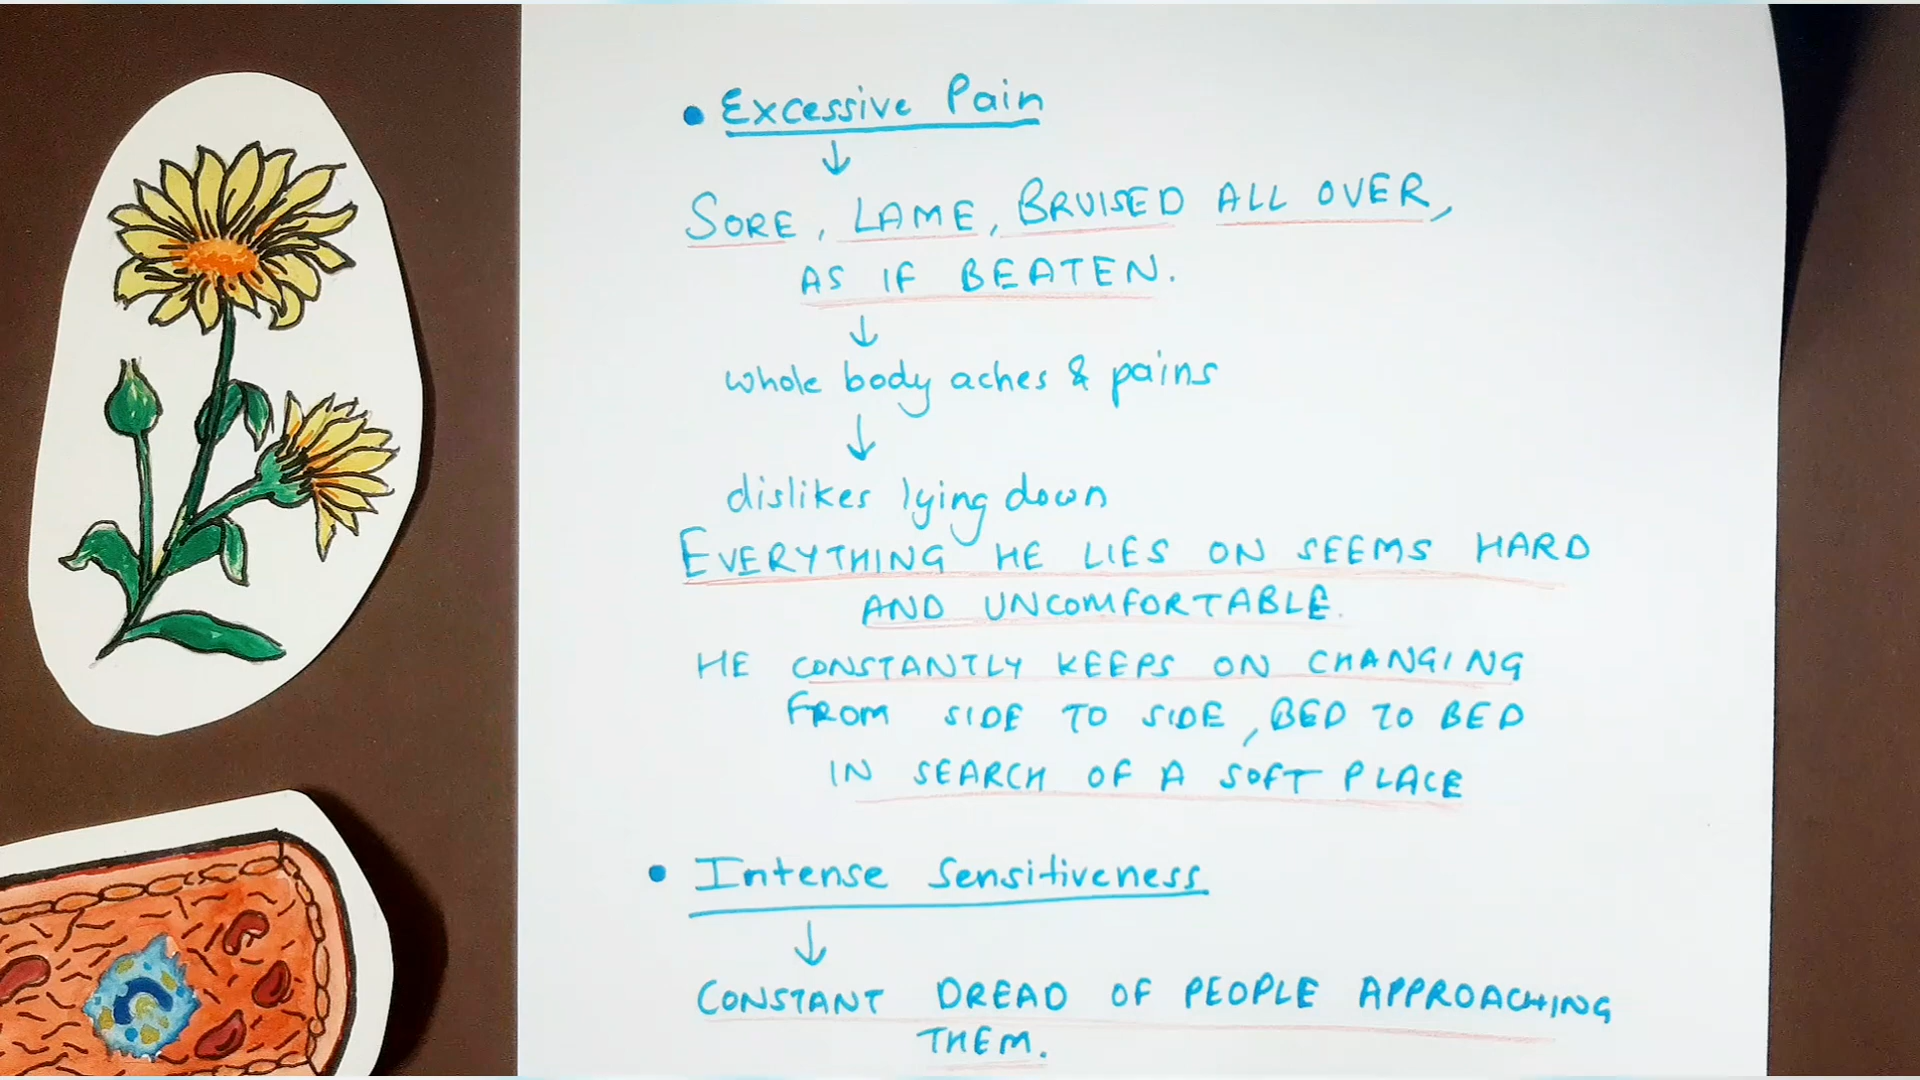 • Excessive Pain
↓
SORE, LAME, BRUISED ALL OVER,
AS IF BEATEN.
↓
whole body aches & pains
↓
dislikes lying down
EVERYTHING HE LIES ON SEEMS HARD
AND UNCOMFORTABLE.
HE CONSTANTLY KEEPS ON CHANGING
FROM SIDE TO SIDE, BED TO BED
IN SEARCH OF A SOFT PLACE
• Intense Sensitiveness
↓
CONSTANT DREAD OF PEOPLE APPROACHING
THEM.